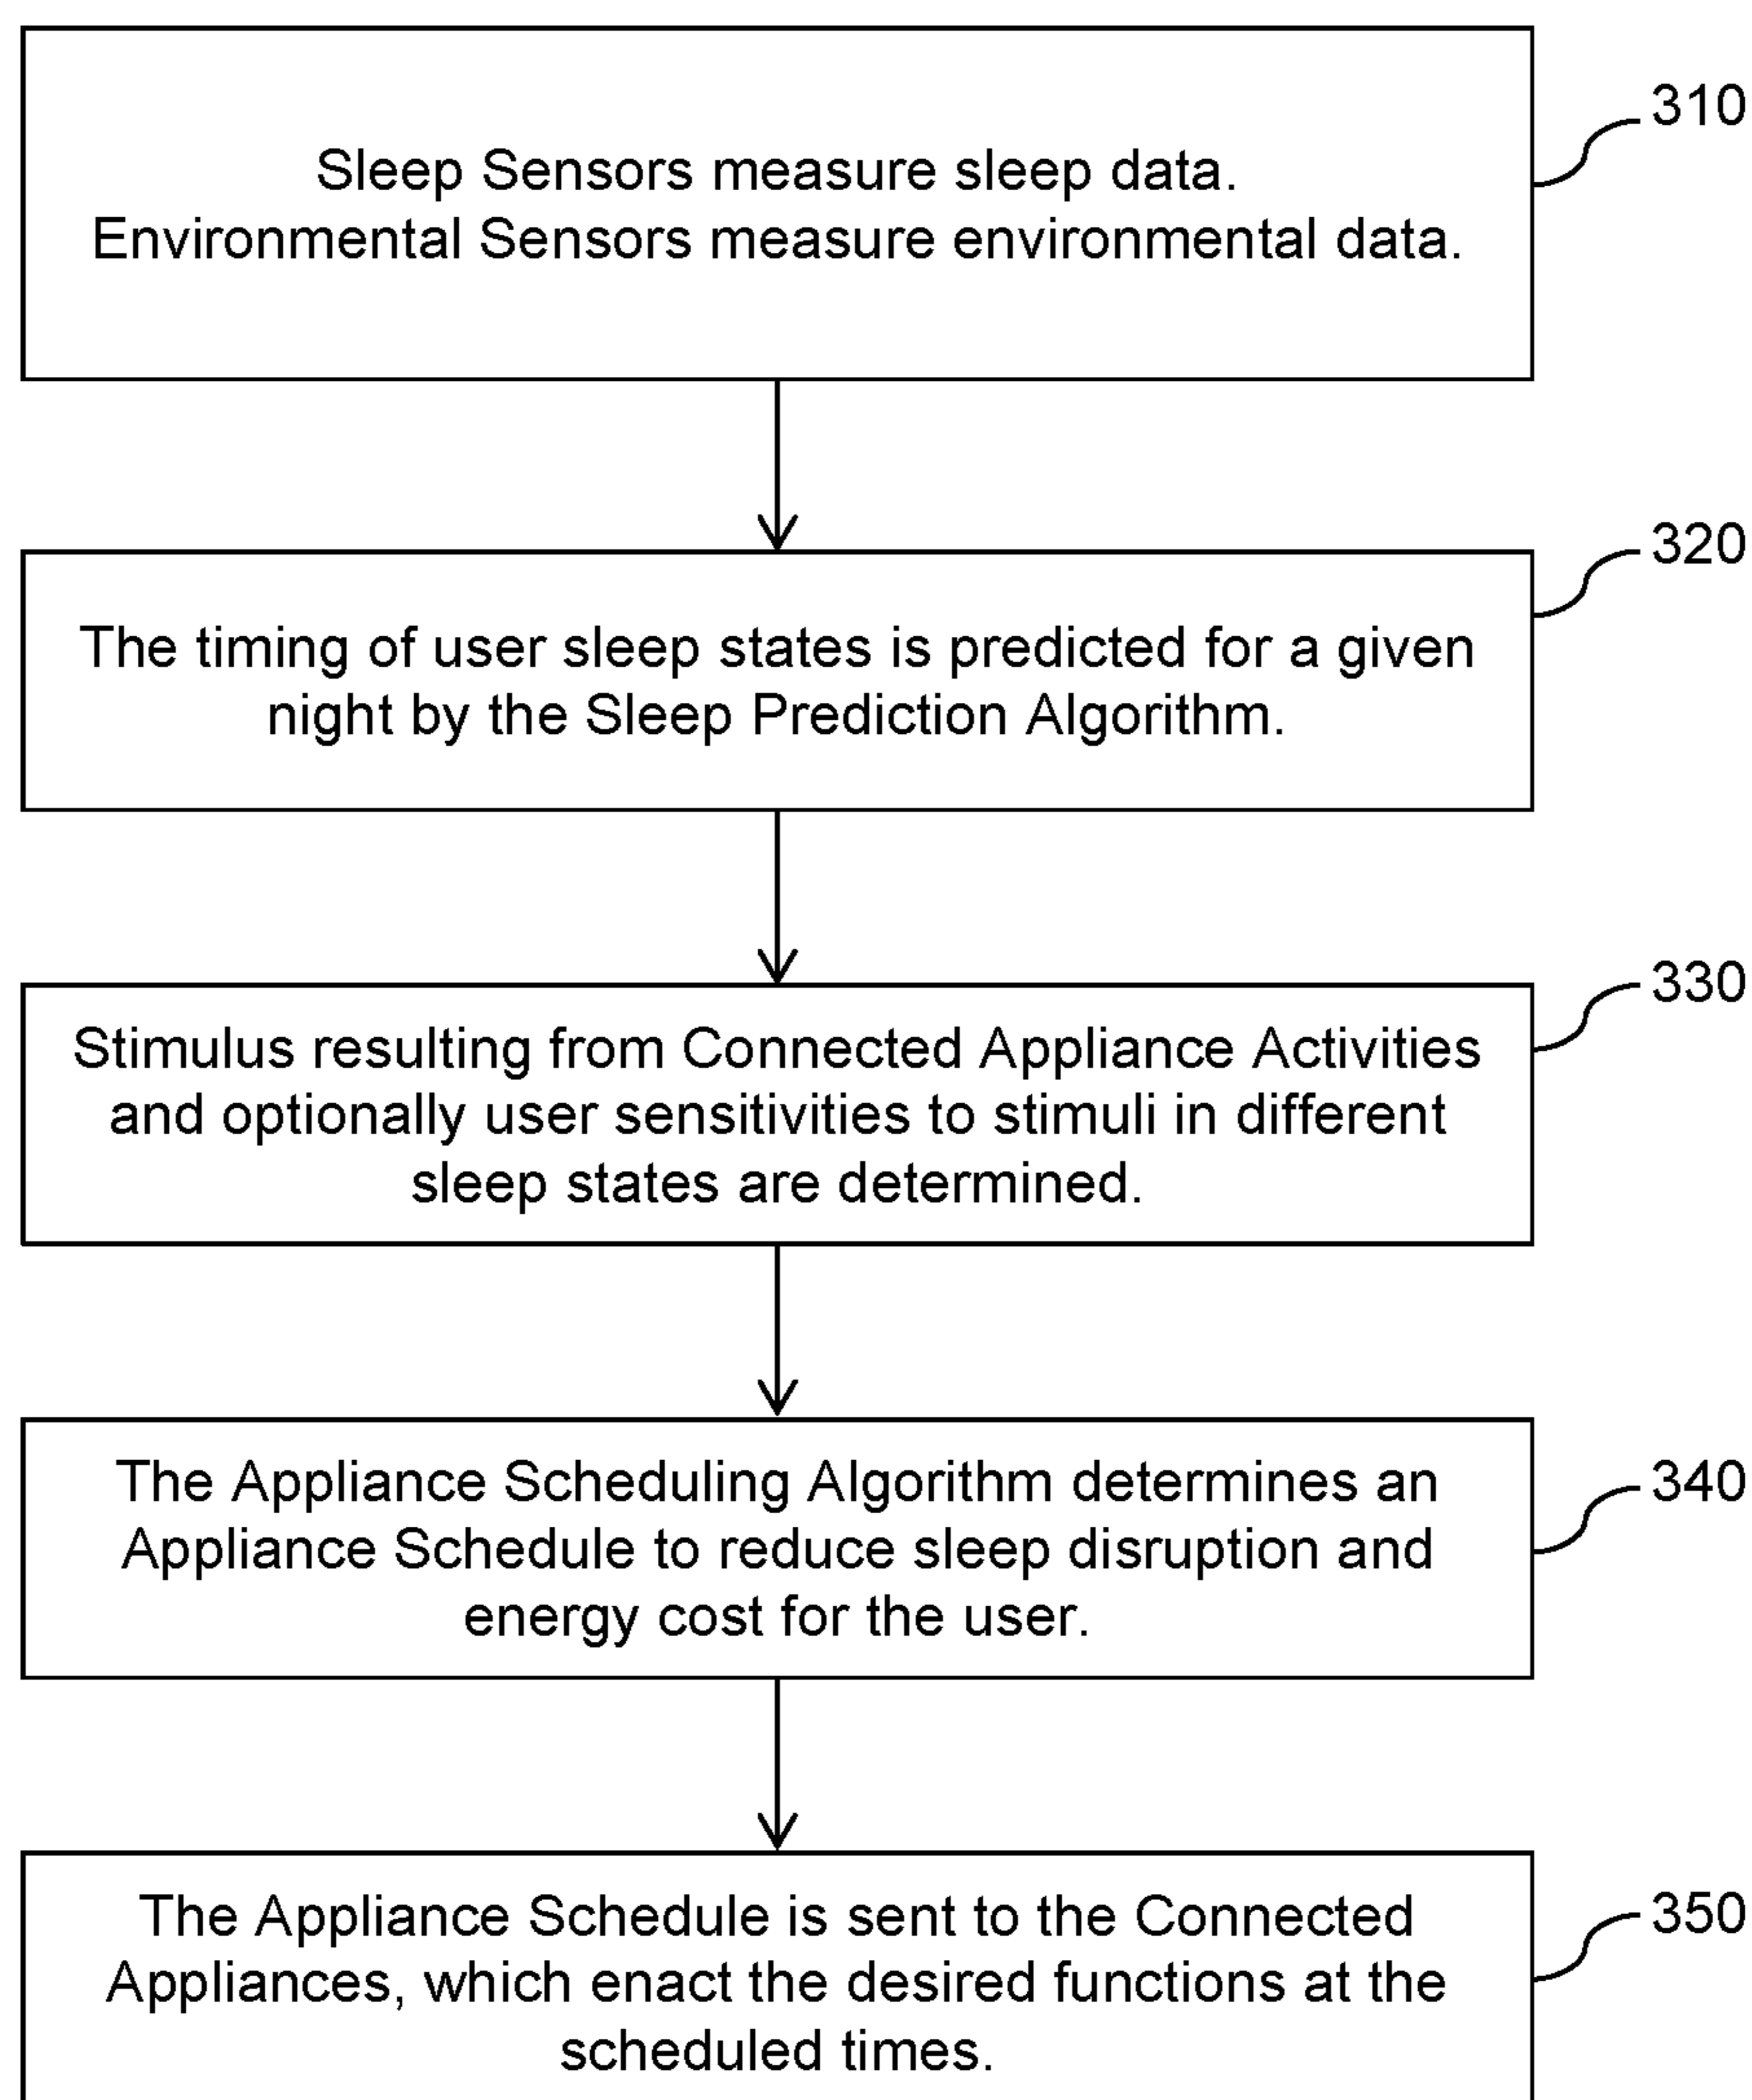 Sleep Sensors measure sleep data.
Environmental Sensors measure environmental data.
310
The timing of user sleep states is predicted for a given
night by the Sleep Prediction Algorithm.
320
Stimulus resulting from Connected Appliance Activities
and optionally user sensitivities to stimuli in different
sleep states are determined.
330
The Appliance Scheduling Algorithm determines an
Appliance Schedule to reduce sleep disruption and
energy cost for the user.
340
The Appliance Schedule is sent to the Connected
Appliances, which enact the desired functions at the
scheduled times.
350